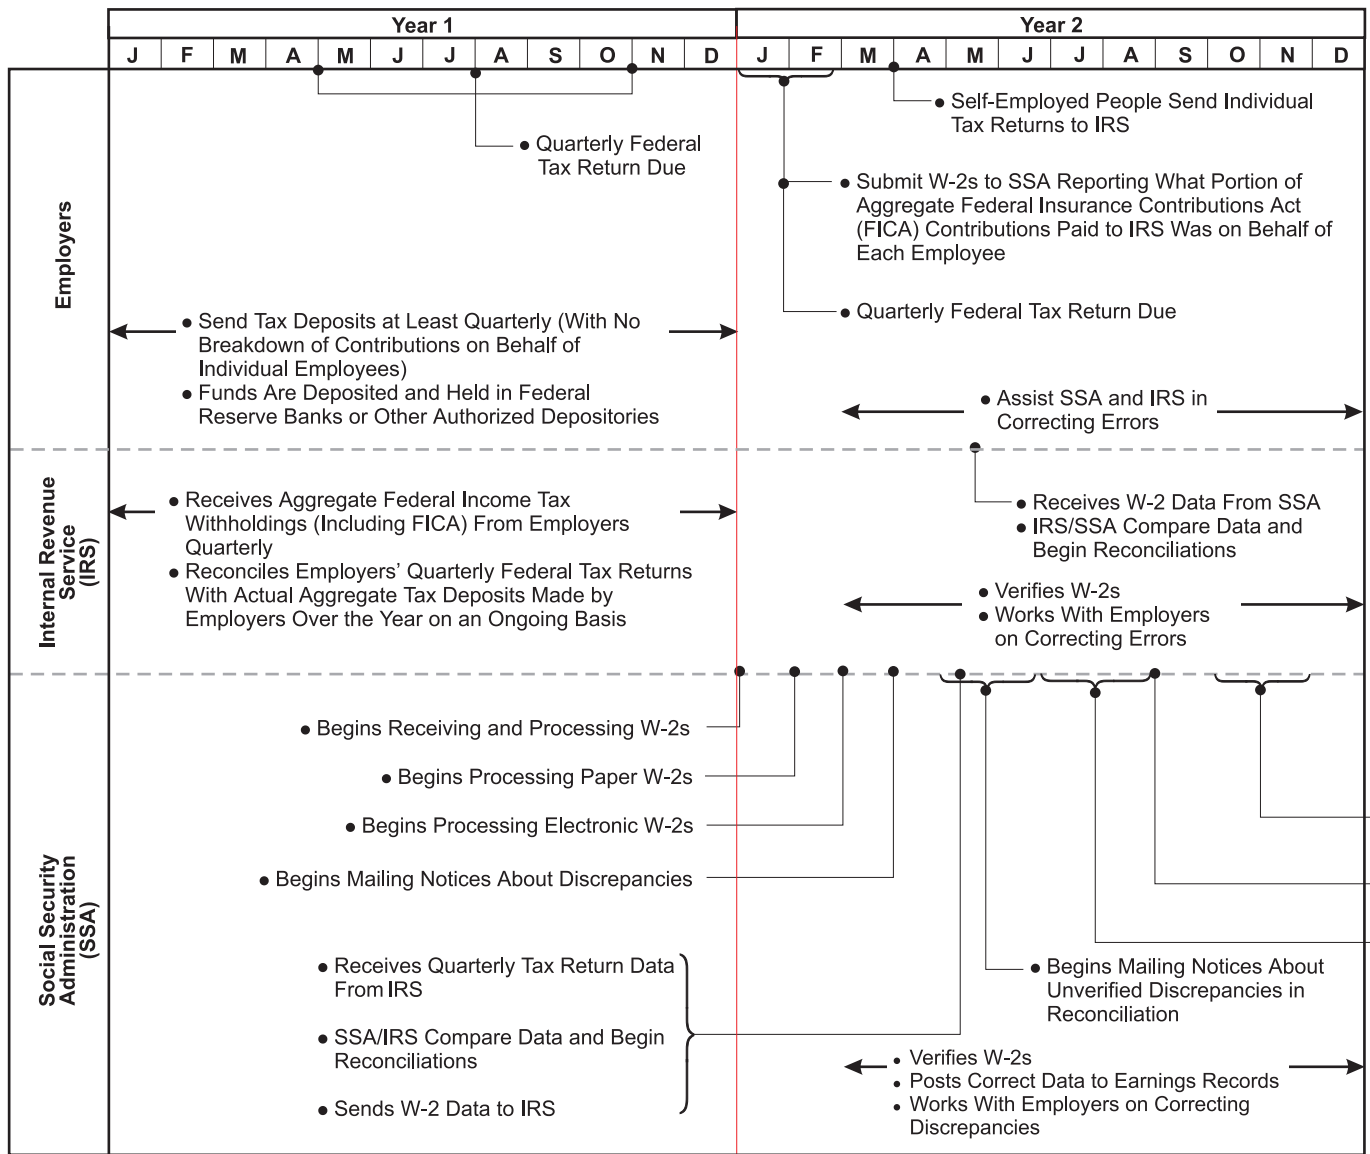 Year 1
Year 2
J F M A M J J A S O N D J F M A M J J A S O N D
Employers
• Quarterly Federal
Tax Return Due
• Self-Employed People Send Individual
Tax Returns to IRS
• Submit W-2s to SSA Reporting What Portion of
Aggregate Federal Insurance Contributions Act
(FICA) Contributions Paid to IRS Was on Behalf of
Each Employee
• Quarterly Federal Tax Return Due
• Send Tax Deposits at Least Quarterly (With No
Breakdown of Contributions on Behalf of
Individual Employees)
• Funds Are Deposited and Held in Federal
Reserve Banks or Other Authorized Depositories
• Assist SSA and IRS in
Correcting Errors
Internal Revenue
Service
(IRS)
• Receives Aggregate Federal Income Tax
Withholdings (Including FICA) From Employers
Quarterly
• Reconciles Employers’ Quarterly Federal Tax Returns
With Actual Aggregate Tax Deposits Made by
Employers Over the Year on an Ongoing Basis
• Receives W-2 Data From SSA
• IRS/SSA Compare Data and
Begin Reconciliations
• Verifies W-2s
• Works With Employers
on Correcting Errors
Social Security
Administration
(SSA)
• Begins Receiving and Processing W-2s
• Begins Processing Paper W-2s
• Begins Processing Electronic W-2s
• Begins Mailing Notices About Discrepancies
• Receives Quarterly Tax Return Data
From IRS
• SSA/IRS Compare Data and Begin
Reconciliations
• Sends W-2 Data to IRS
• Begins Mailing Notices About
Unverified Discrepancies in
Reconciliation
• Verifies W-2s
• Posts Correct Data to Earnings Records
• Works With Employers on Correcting
Discrepancies